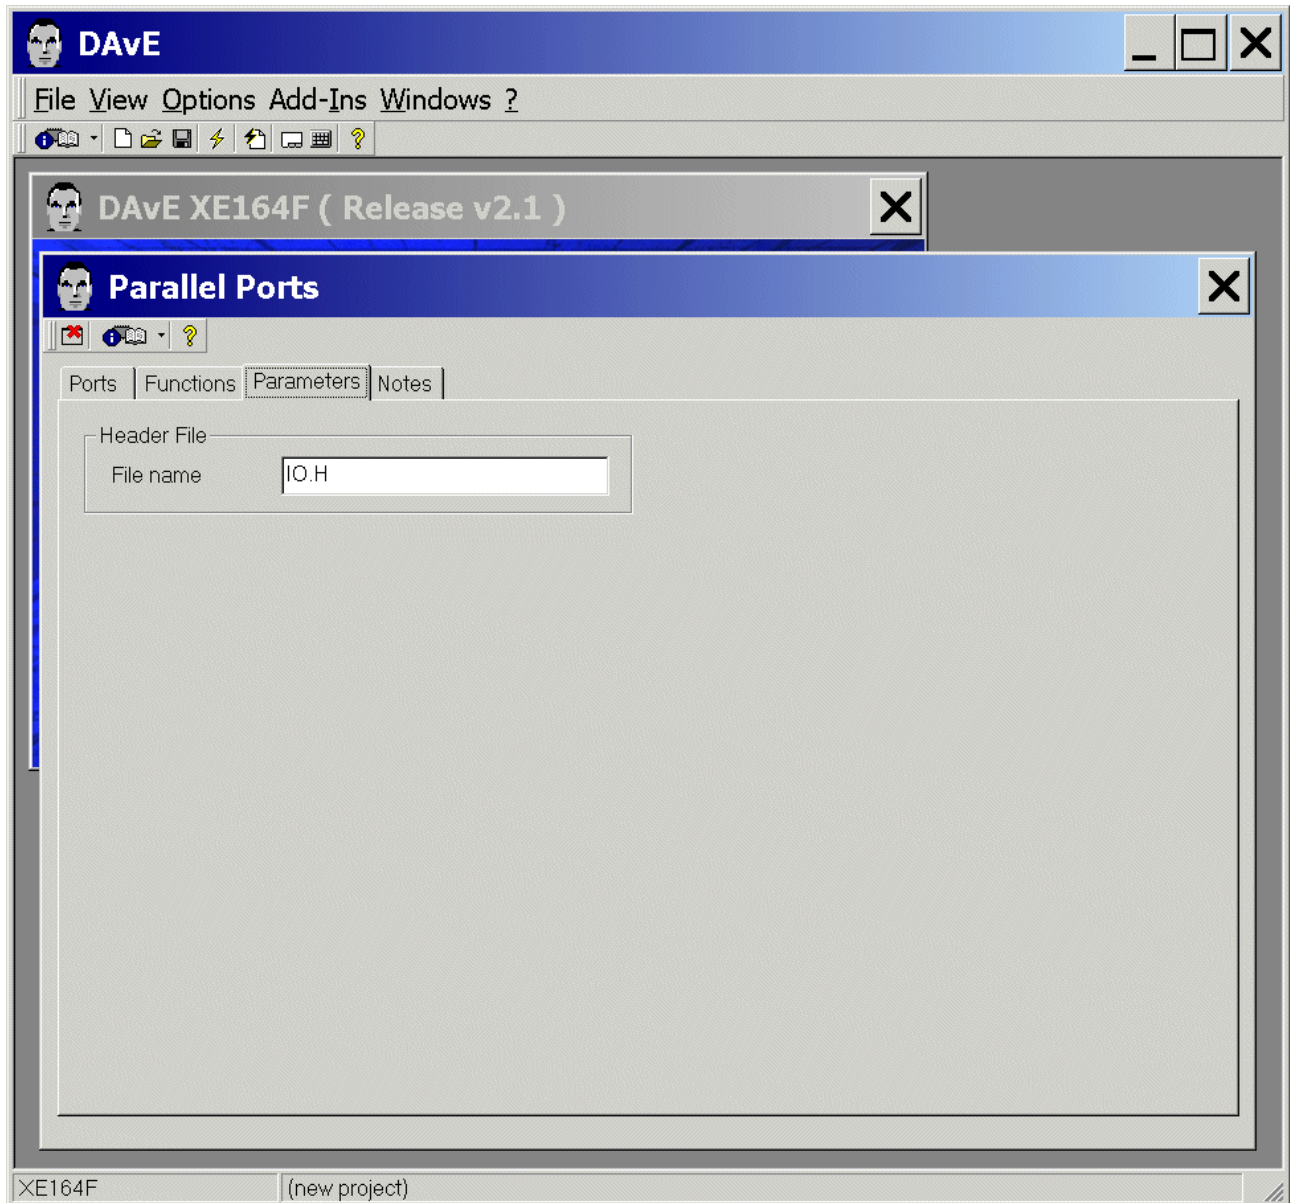 DAvE
File View Options Add-Ins Windows ?
DAvE XE164F ( Release v2.1 )
Parallel Ports
Ports Functions Parameters Notes
Header File
File name IO.H
XE164F (new project)